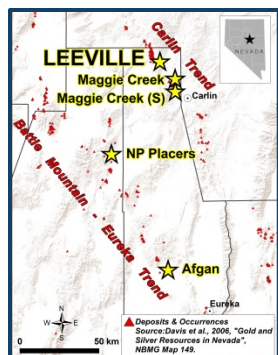 Carlin Trend
NEVADA
LEEVILLE
Maggie Creek
Maggie Creek (S)
Carlin
NP Placers
Battle Mountain - Eureka Trend
Afgan
Eureka
N
W
E
S
0
50 km
Deposits & Occurrences
Source:Davis et al., 2006, "Gold and
Silver Resources in Nevada",
NBMG Map 149.